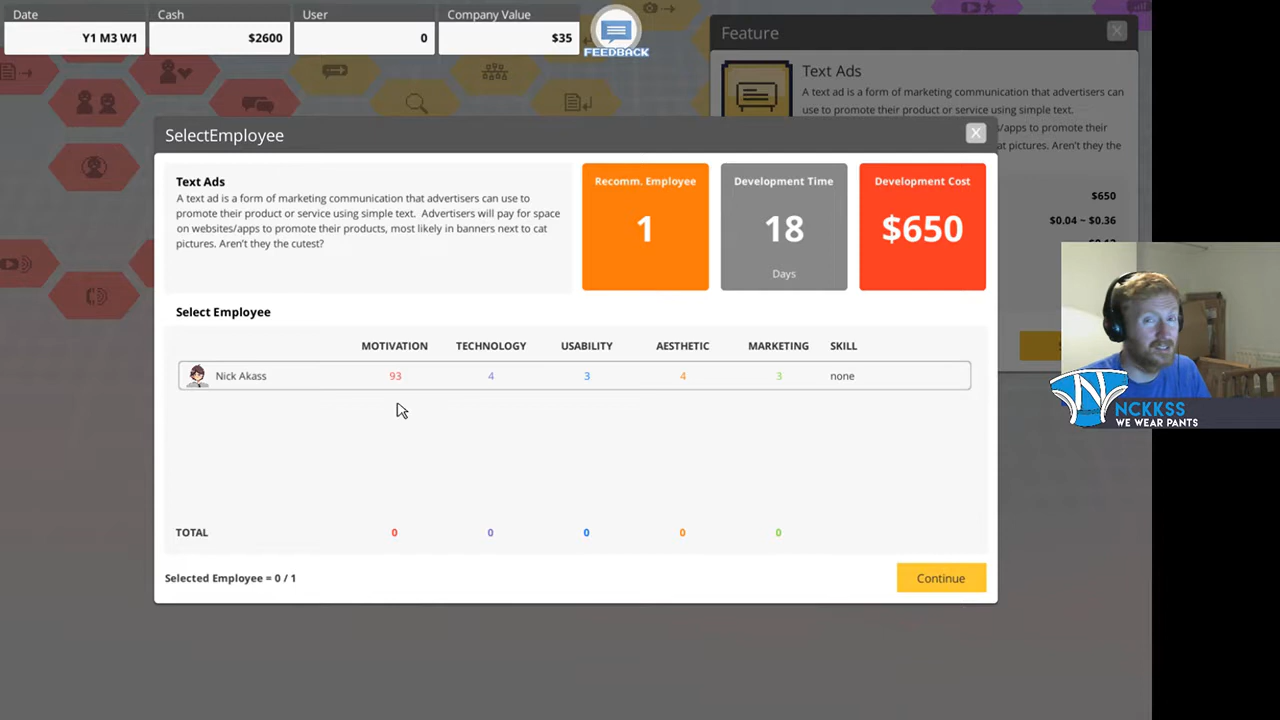 Date
Cash
User
Company Value
Y1 M3 W1
$2600
0
$35
FEEDBACK
Feature
Text Ads
A text ad is a form of marketing communication that advertisers can use
to promote their product or service using simple text.
/apps to promote their
cat pictures. Aren't they the
$650
$0.04 ~ $0.36
SelectEmployee
Text Ads
A text ad is a form of marketing communication that advertisers can use to
promote their product or service using simple text. Advertisers will pay for space
on websites/apps to promote their products, most likely in banners next to cat
pictures. Aren't they the cutest?
Recomm. Employee
1
Development Time
18
Days
Development Cost
$650
Select Employee
MOTIVATION TECHNOLOGY USABILITY AESTHETIC MARKETING SKILL
Nick Akass 93 4 3 4 3 none
TOTAL 0 0 0 0 0
Selected Employee = 0 / 1
Continue
NCKKSS
WE WEAR PANTS